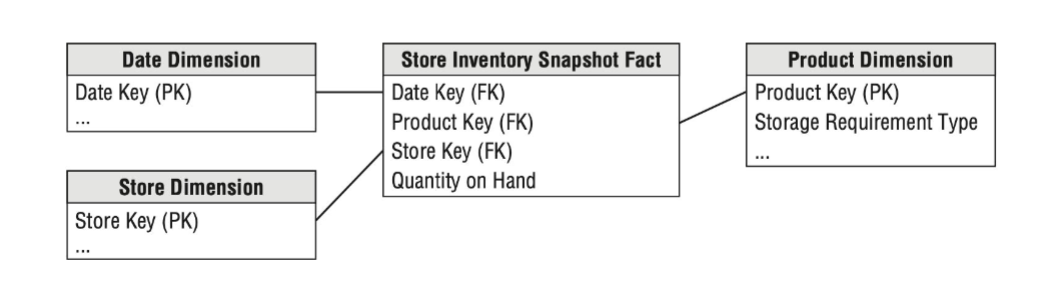 Date Dimension
Date Key (PK)
...
Store Dimension
Store Key (PK)
...
Store Inventory Snapshot Fact
Date Key (FK)
Product Key (FK)
Store Key (FK)
Quantity on Hand
Product Dimension
Product Key (PK)
Storage Requirement Type
...